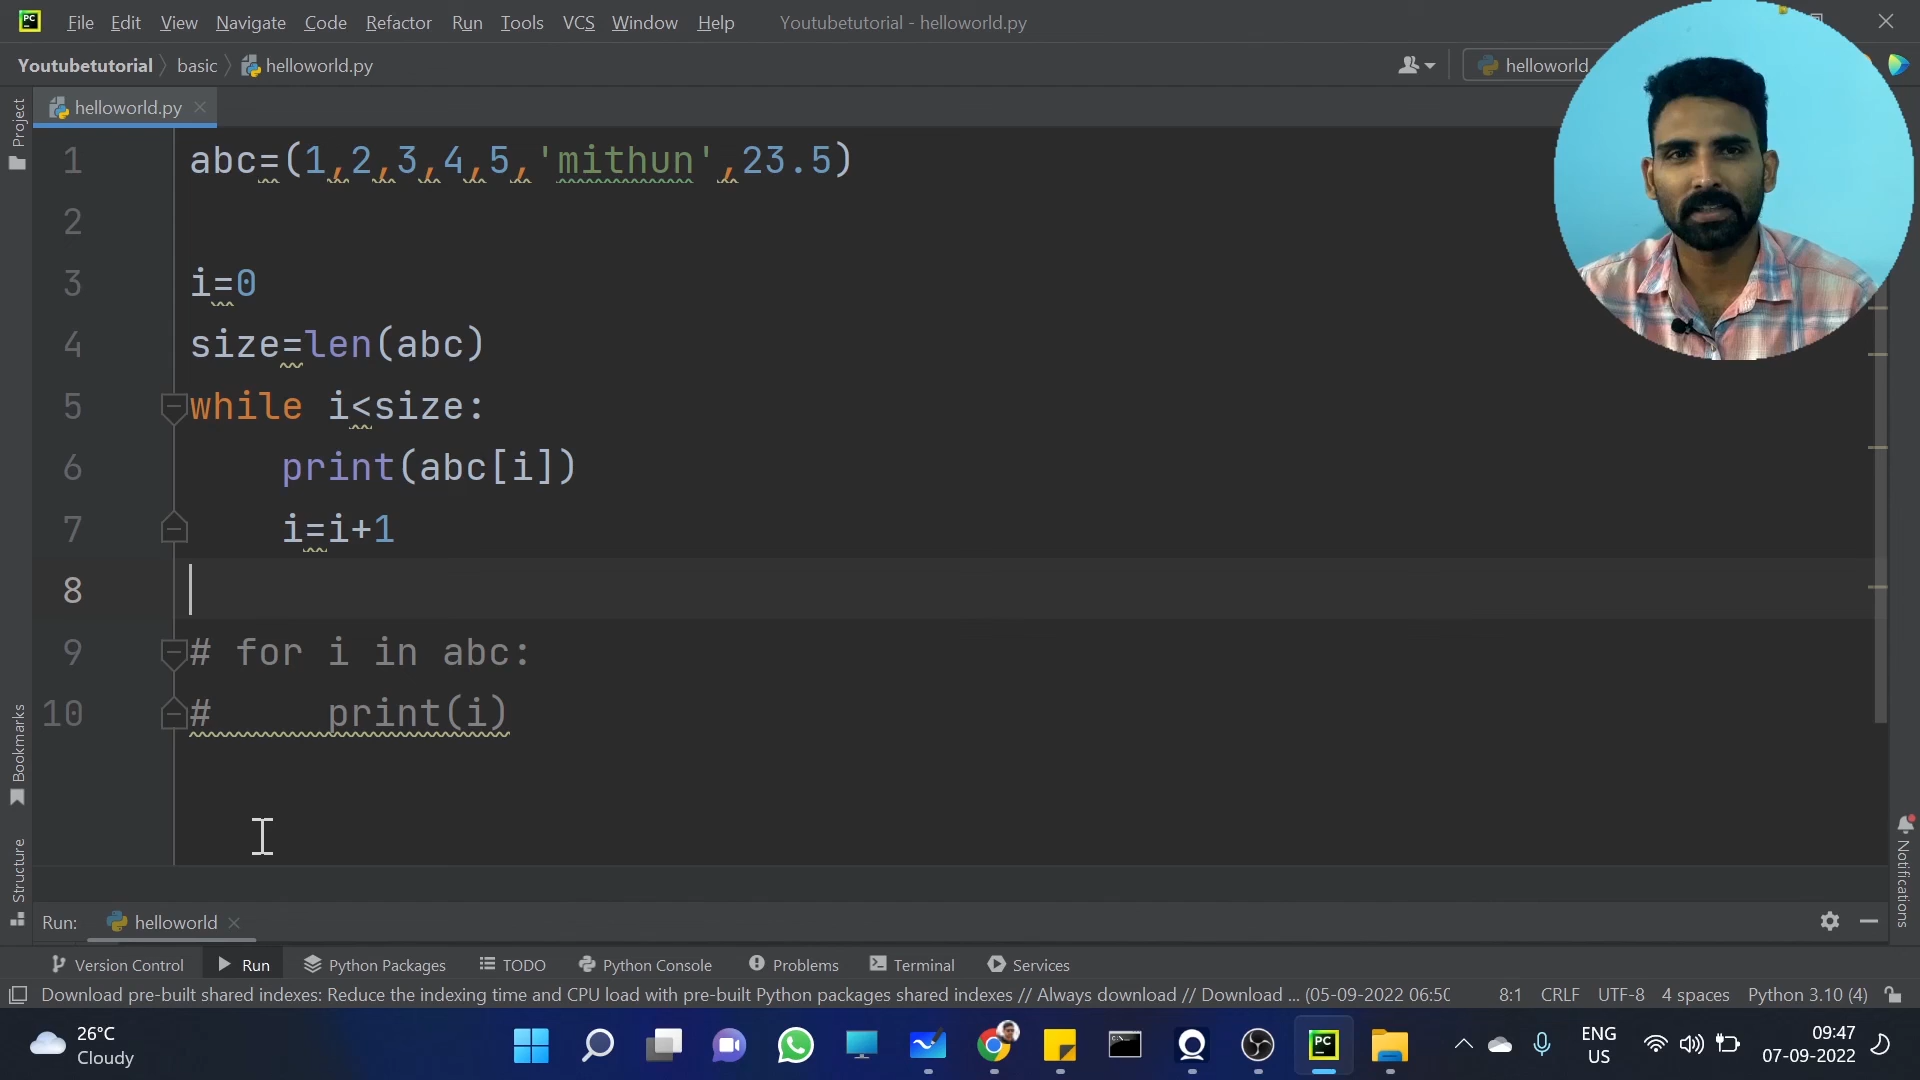 PC File Edit View Navigate Code Refactor Run Tools VCS Window Help Youtubetutorial - helloworld.py
Youtubetutorial basic helloworld.py helloworld
Project
helloworld.py
1 abc=(1,2,3,4,5,'mithun',23.5)
2
3 i=0
4 size=len(abc)
5 while i<size:
6 print(abc[i])
7 i=i+1
8
9 # for i in abc:
10 # print(i)
Bookmarks
Structure
Notifications
Run: helloworld
Version Control Run Python Packages TODO Python Console Problems Terminal Services
Download pre-built shared indexes: Reduce the indexing time and CPU load with pre-built Python packages shared indexes // Always download // Download ... (05-09-2022 06:50 8:1 CRLF UTF-8 4 spaces Python 3.10 (4)
26°C
Cloudy
PC
ENG
US
09:47
07-09-2022